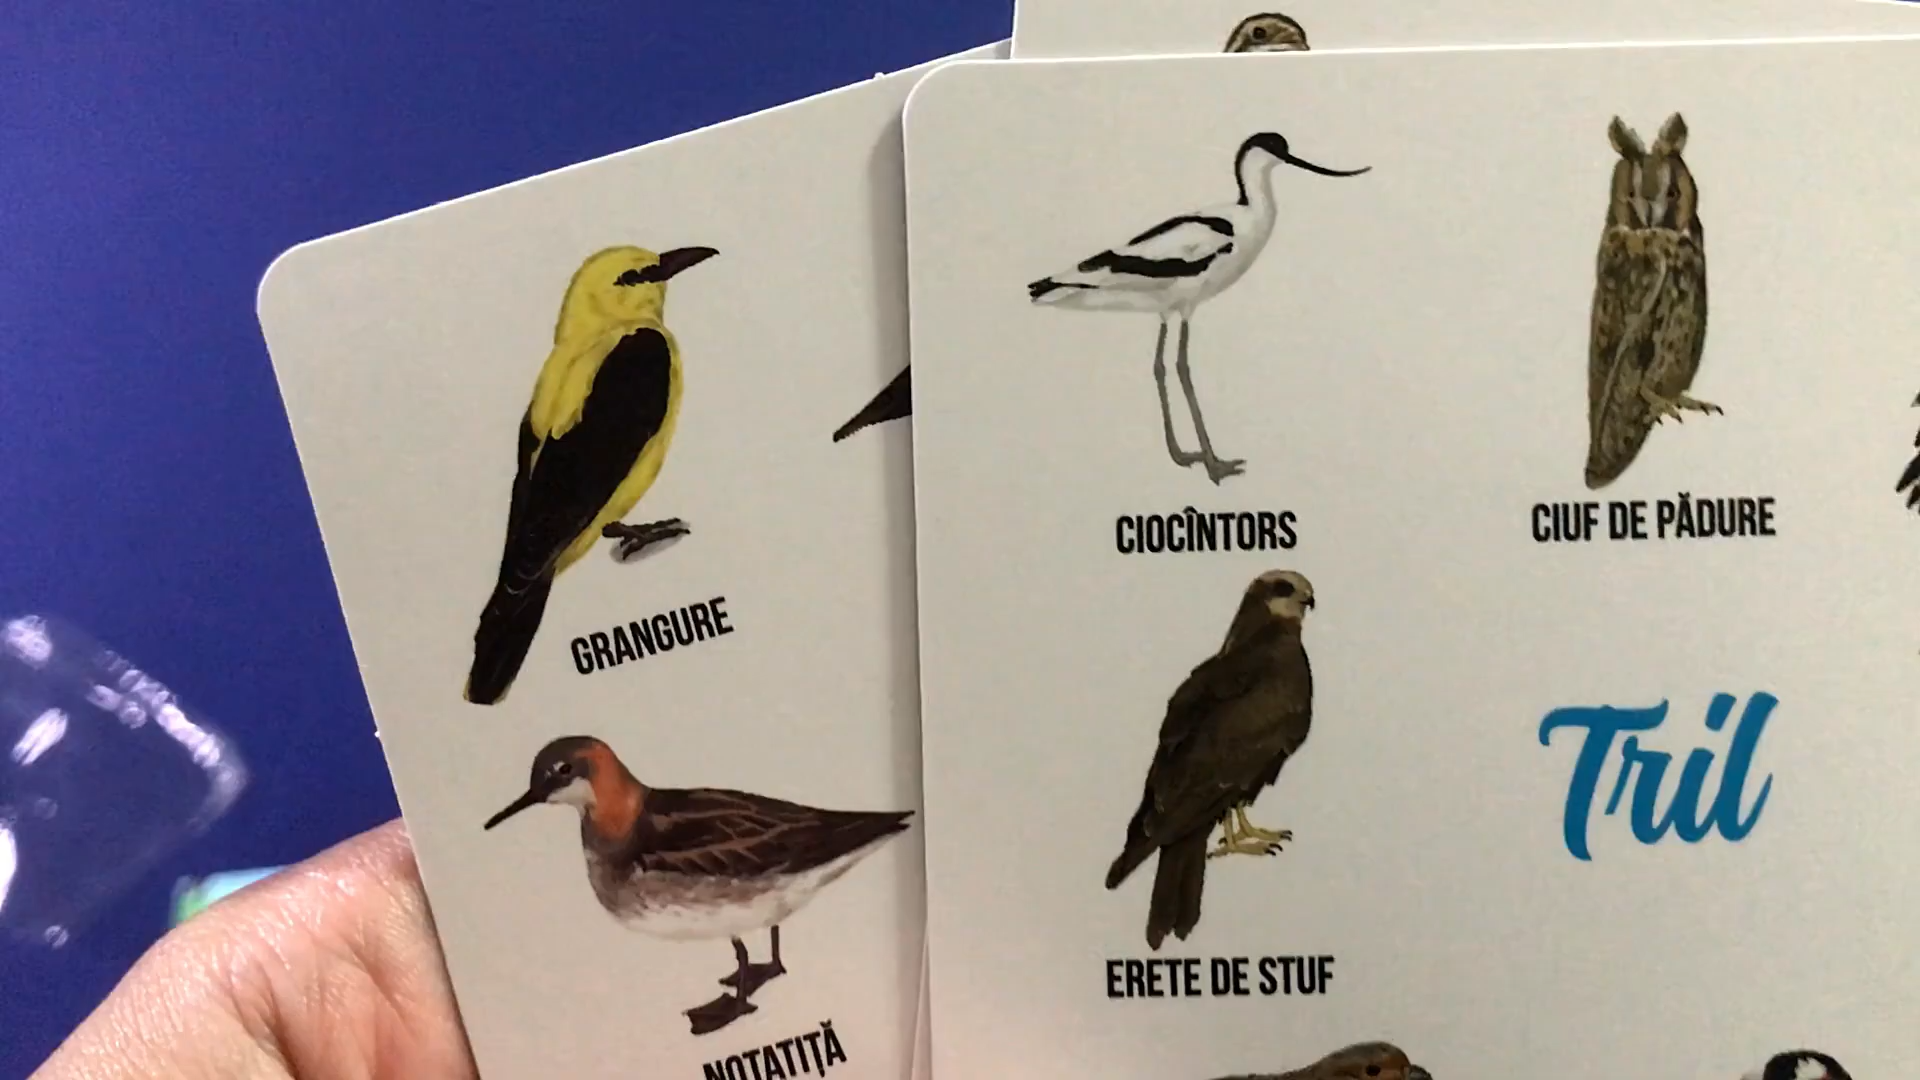 GRANGURE
NOTATIȚĂ
CIOCÎNTORS
CIUF DE PĂDURE
ERETE DE STUF
Tril